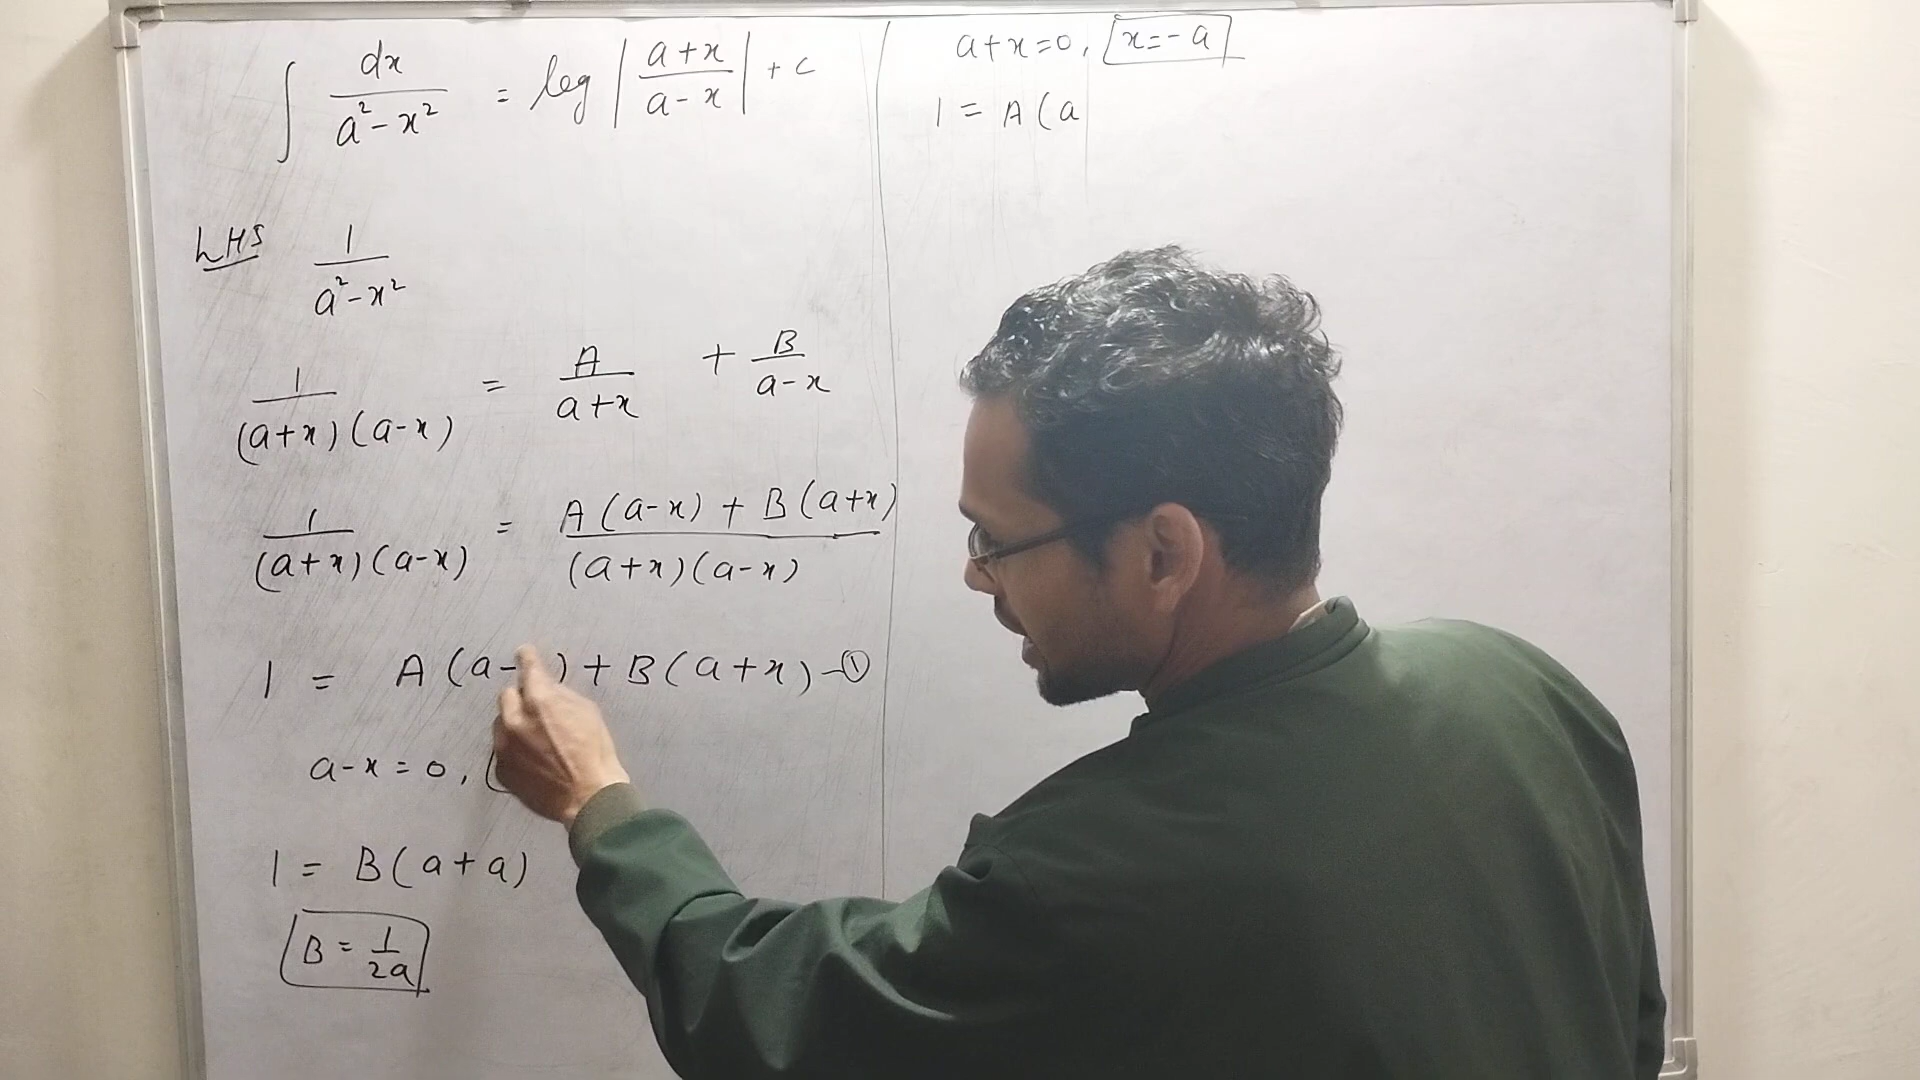 ∫ dx / (a² - x²) = log |(a+x) / (a-x)| + c
LHS 1 / (a² - x²)
1 / ((a+x)(a-x)) = A / (a+x) + B / (a-x)
1 / ((a+x)(a-x)) = (A(a-x) + B(a+x)) / ((a+x)(a-x))
1 = A(a- ) + B(a+x) - ①
a-x = 0,
1 = B(a+a)
B = 1 / 2a
a+x=0, x=-a
1 = A(a